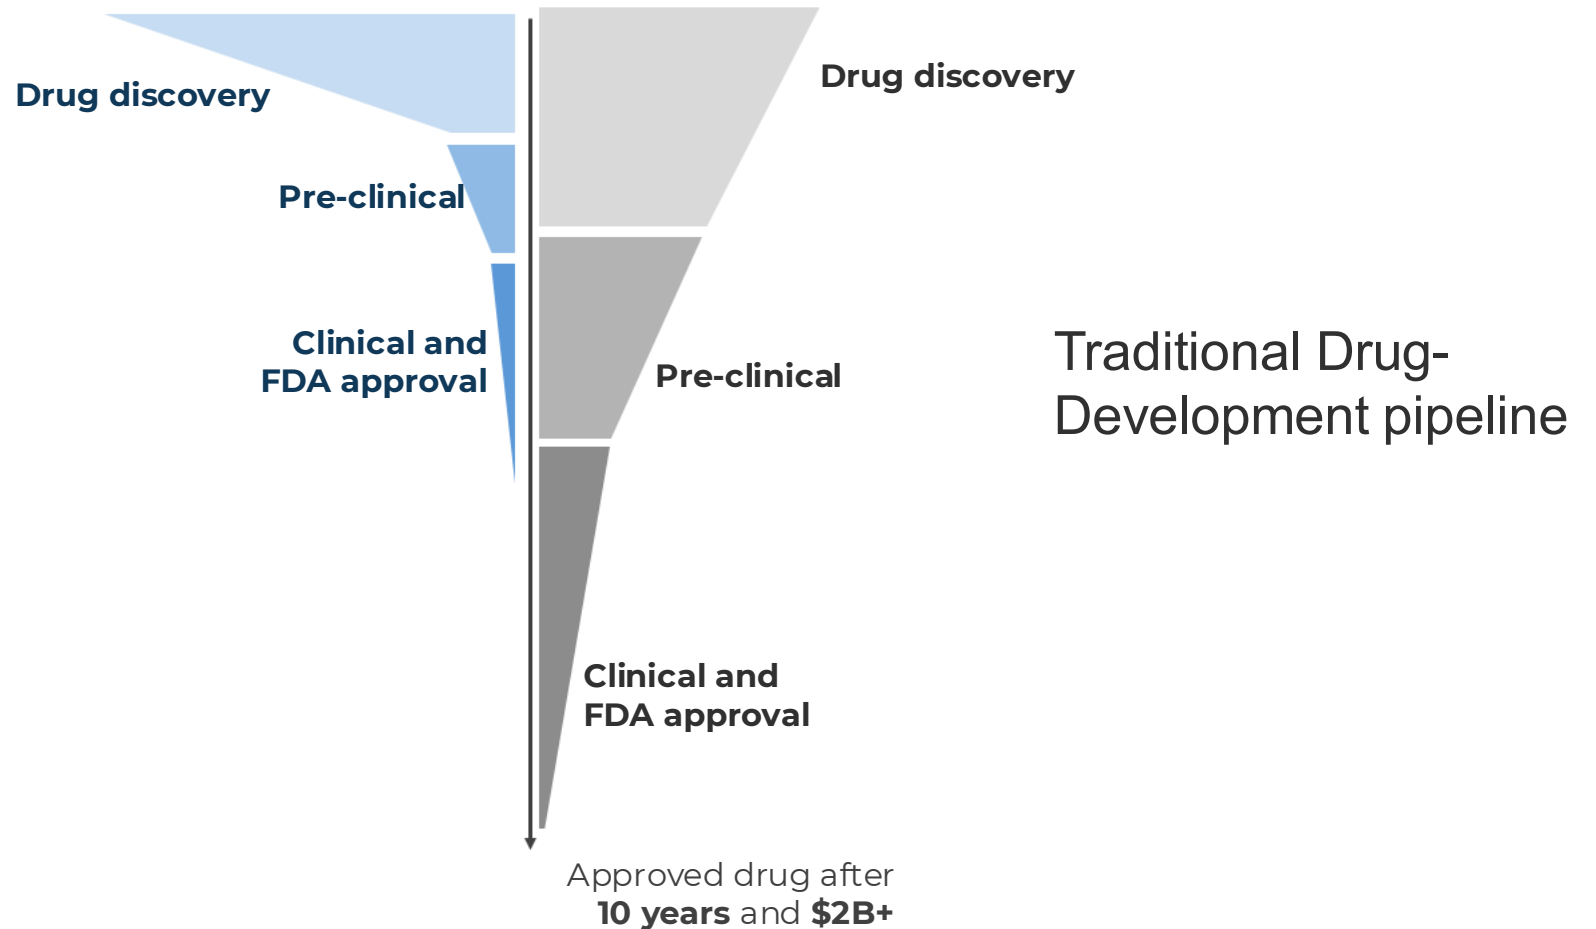 Drug discovery
Pre-clinical
Clinical and
FDA approval
Drug discovery
Pre-clinical
Clinical and
FDA approval
Traditional Drug-
Development pipeline
Approved drug after
10 years and $2B+